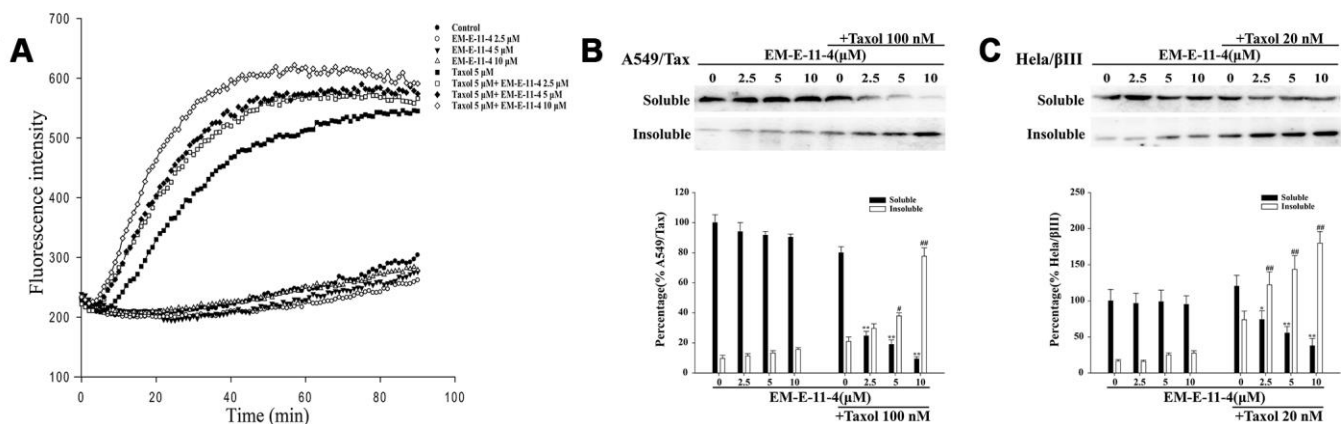 A
700
600
500
400
300
200
100
0
20
40
60
80
100
Fluorescence intensity
Time (min)
Control
EM-E-11-4 2.5 μM
EM-E-11-4 5 μM
EM-E-11-4 10 μM
Taxol 5 μM
Taxol 5 μM+ EM-E-11-4 2.5 μM
Taxol 5 μM+ EM-E-11-4 5 μM
Taxol 5 μM+ EM-E-11-4 10 μM
B
A549/Tax
+Taxol 100 nM
EM-E-11-4(μM)
0 2.5 5 10 0 2.5 5 10
Soluble
Insoluble
120
100
80
60
40
20
0
Percentage(% A549/Tax)
Soluble
Insoluble
** ** # ** ##
0 2.5 5 10 0 2.5 5 10
EM-E-11-4(μM)
+Taxol 100 nM
C
Hela/βIII
+Taxol 20 nM
EM-E-11-4(μM)
0 2.5 5 10 0 2.5 5 10
Soluble
Insoluble
250
200
150
100
50
0
Percentage(% Hela/βIII)
Soluble
Insoluble
* ## ** ## ** ##
0 2.5 5 10 0 2.5 5 10
EM-E-11-4(μM)
+Taxol 20 nM